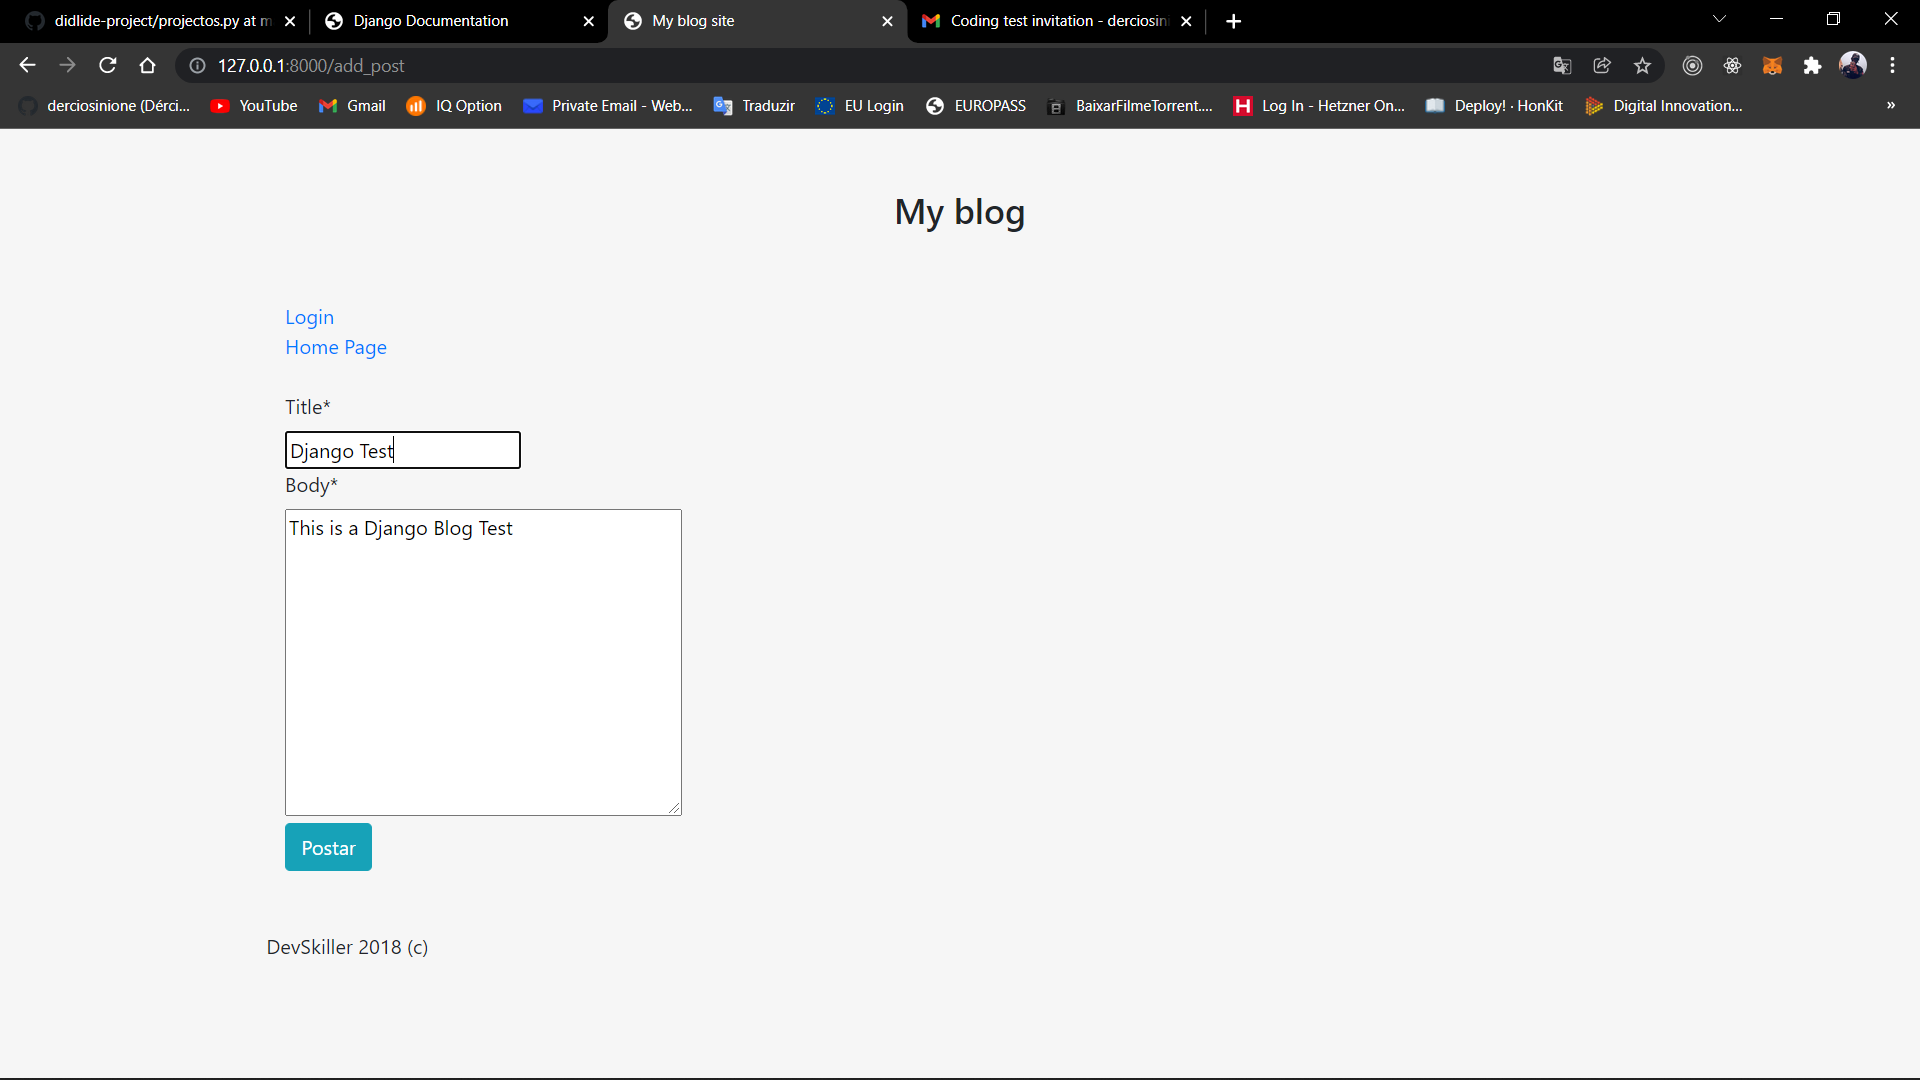 didlide-project/projectos.py at m
Django Documentation
My blog site
Coding test invitation - derciosini
127.0.0.1:8000/add_post
derciosinione (Dérci...
YouTube
Gmail
IQ Option
Private Email - Web...
Traduzir
EU Login
EUROPASS
BaixarFilmeTorrent....
Log In - Hetzner On...
Deploy! · HonKit
Digital Innovation...
»
My blog
Login
Home Page
Title*
Django Test
Body*
This is a Django Blog Test
Postar
DevSkiller 2018 (c)